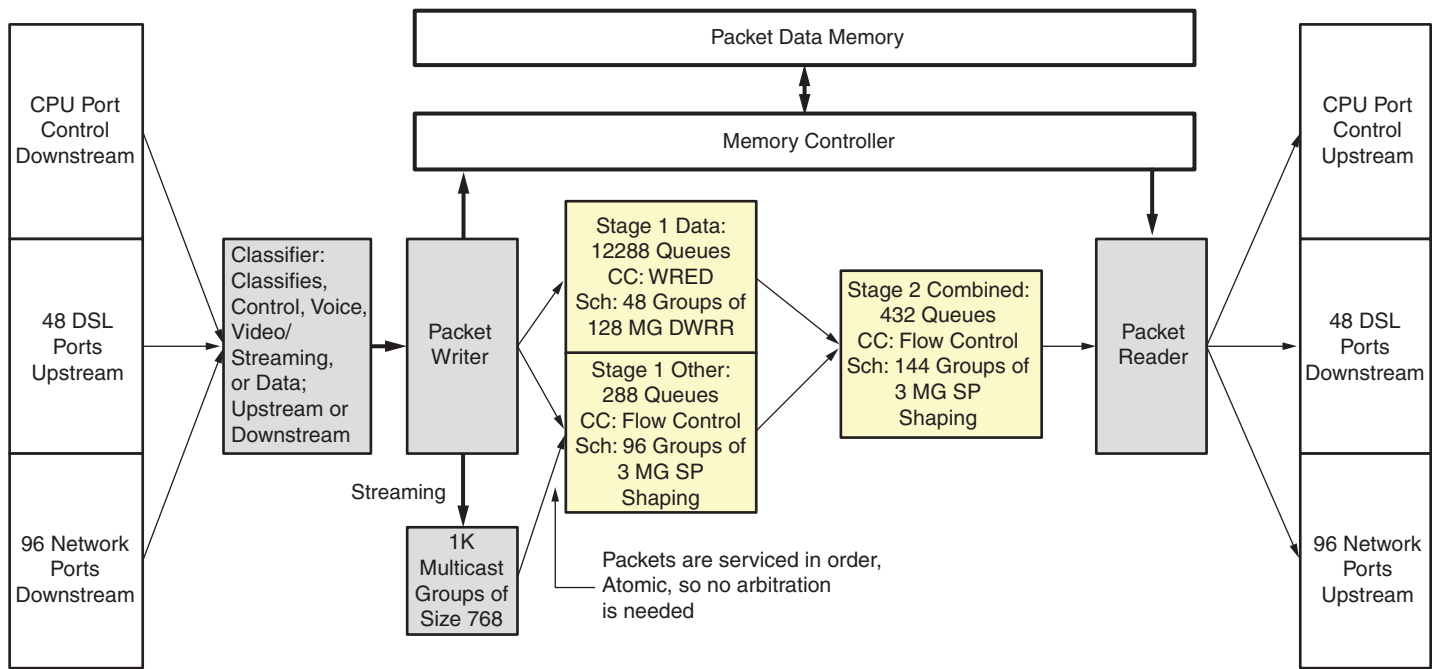 Packet Data Memory
Memory Controller
CPU Port
Control
Downstream
48 DSL
Ports
Upstream
96 Network
Ports
Downstream
Classifier:
Classifies,
Control, Voice,
Video/
Streaming,
or Data;
Upstream or
Downstream
Packet
Writer
Streaming
1K
Multicast
Groups of
Size 768
Stage 1 Data:
12288 Queues
CC: WRED
Sch: 48 Groups of
128 MG DWRR
Stage 1 Other:
288 Queues
CC: Flow Control
Sch: 96 Groups of
3 MG SP
Shaping
Packets are serviced in order,
Atomic, so no arbitration
is needed
Stage 2 Combined:
432 Queues
CC: Flow Control
Sch: 144 Groups of
3 MG SP
Shaping
Packet
Reader
CPU Port
Control
Upstream
48 DSL
Ports
Downstream
96 Network
Ports
Upstream